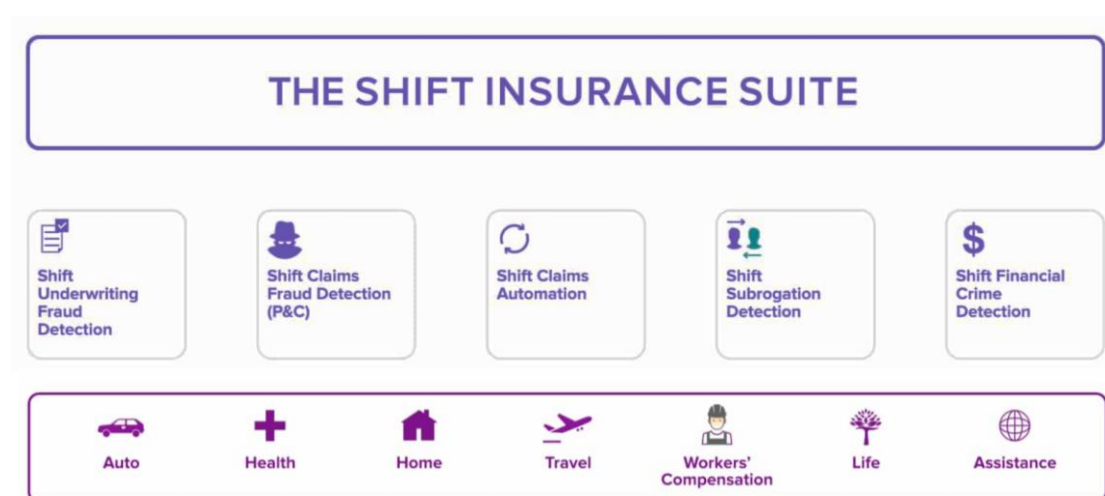 THE SHIFT INSURANCE SUITE
Shift
Underwriting
Fraud
Detection
Shift Claims
Fraud Detection
(P&C)
Shift Claims
Automation
Shift
Subrogation
Detection
$
Shift Financial
Crime
Detection
Auto
Health
Home
Travel
Workers'
Compensation
Life
Assistance